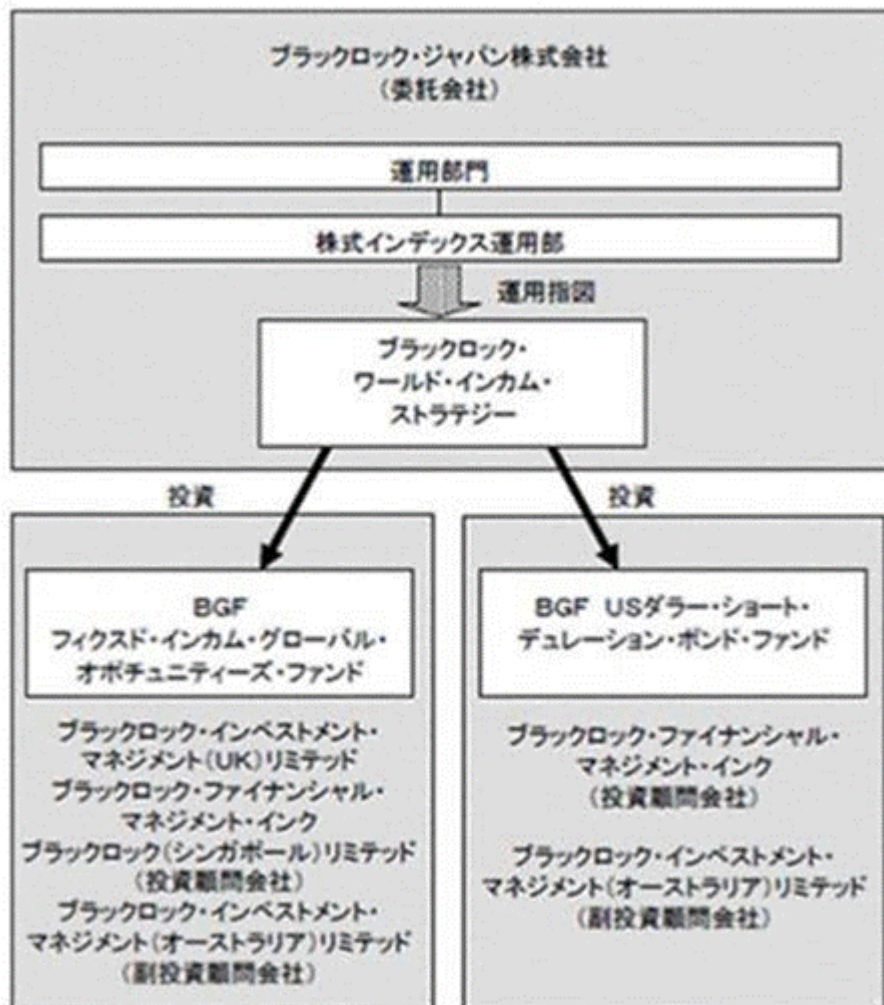 ブラックロック・ジャパン株式会社
（委託会社）
運用部門
株式インデックス運用部
運用指図
ブラックロック・
ワールド・インカム・
ストラテジー
投資
投資
BGF
フィクスド・インカム・グローバル・
オポチュニティーズ・ファンド
ブラックロック・インベストメント・
マネジメント（UK）リミテッド
ブラックロック・ファイナンシャル・
マネジメント・インク
ブラックロック（シンガポール）リミテッド
（投資顧問会社）
ブラックロック・インベストメント・
マネジメント（オーストラリア）リミテッド
（副投資顧問会社）
BGF USダラー・ショート・
デュレーション・ボンド・ファンド
ブラックロック・ファイナンシャル・
マネジメント・インク
（投資顧問会社）
ブラックロック・インベストメント・
マネジメント（オーストラリア）リミテッド
（副投資顧問会社）